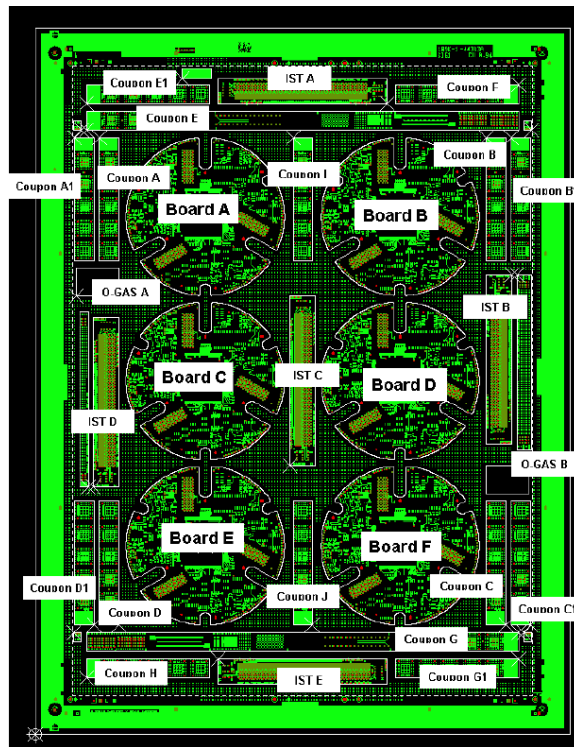 IST A
Coupon E1
Coupon F
Coupon E
Coupon B
Coupon A1
Coupon A
Coupon I
Coupon B
Board A
Board B
O-GAS A
IST B
Board C
IST C
Board D
IST D
O-GAS B
Board E
Board F
Coupon D1
Coupon D
Coupon J
Coupon C
Coupon C1
Coupon G
Coupon H
IST E
Coupon G1